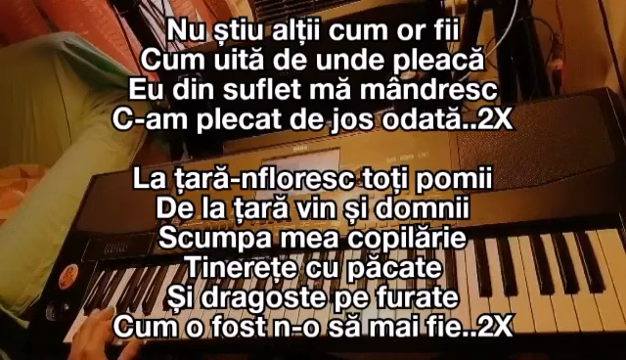 Nu știu alții cum or fii
Cum uită de unde pleacă
Eu din suflet mă mândresc
C-am plecat de jos odată..2X
La țară-nfloresc toți pomii
De la țară vin și domnii
Scumpa mea copilărie
Tinerețe cu păcate
Și dragoste pe furate
Cum o fost n-o să mai fie..2X